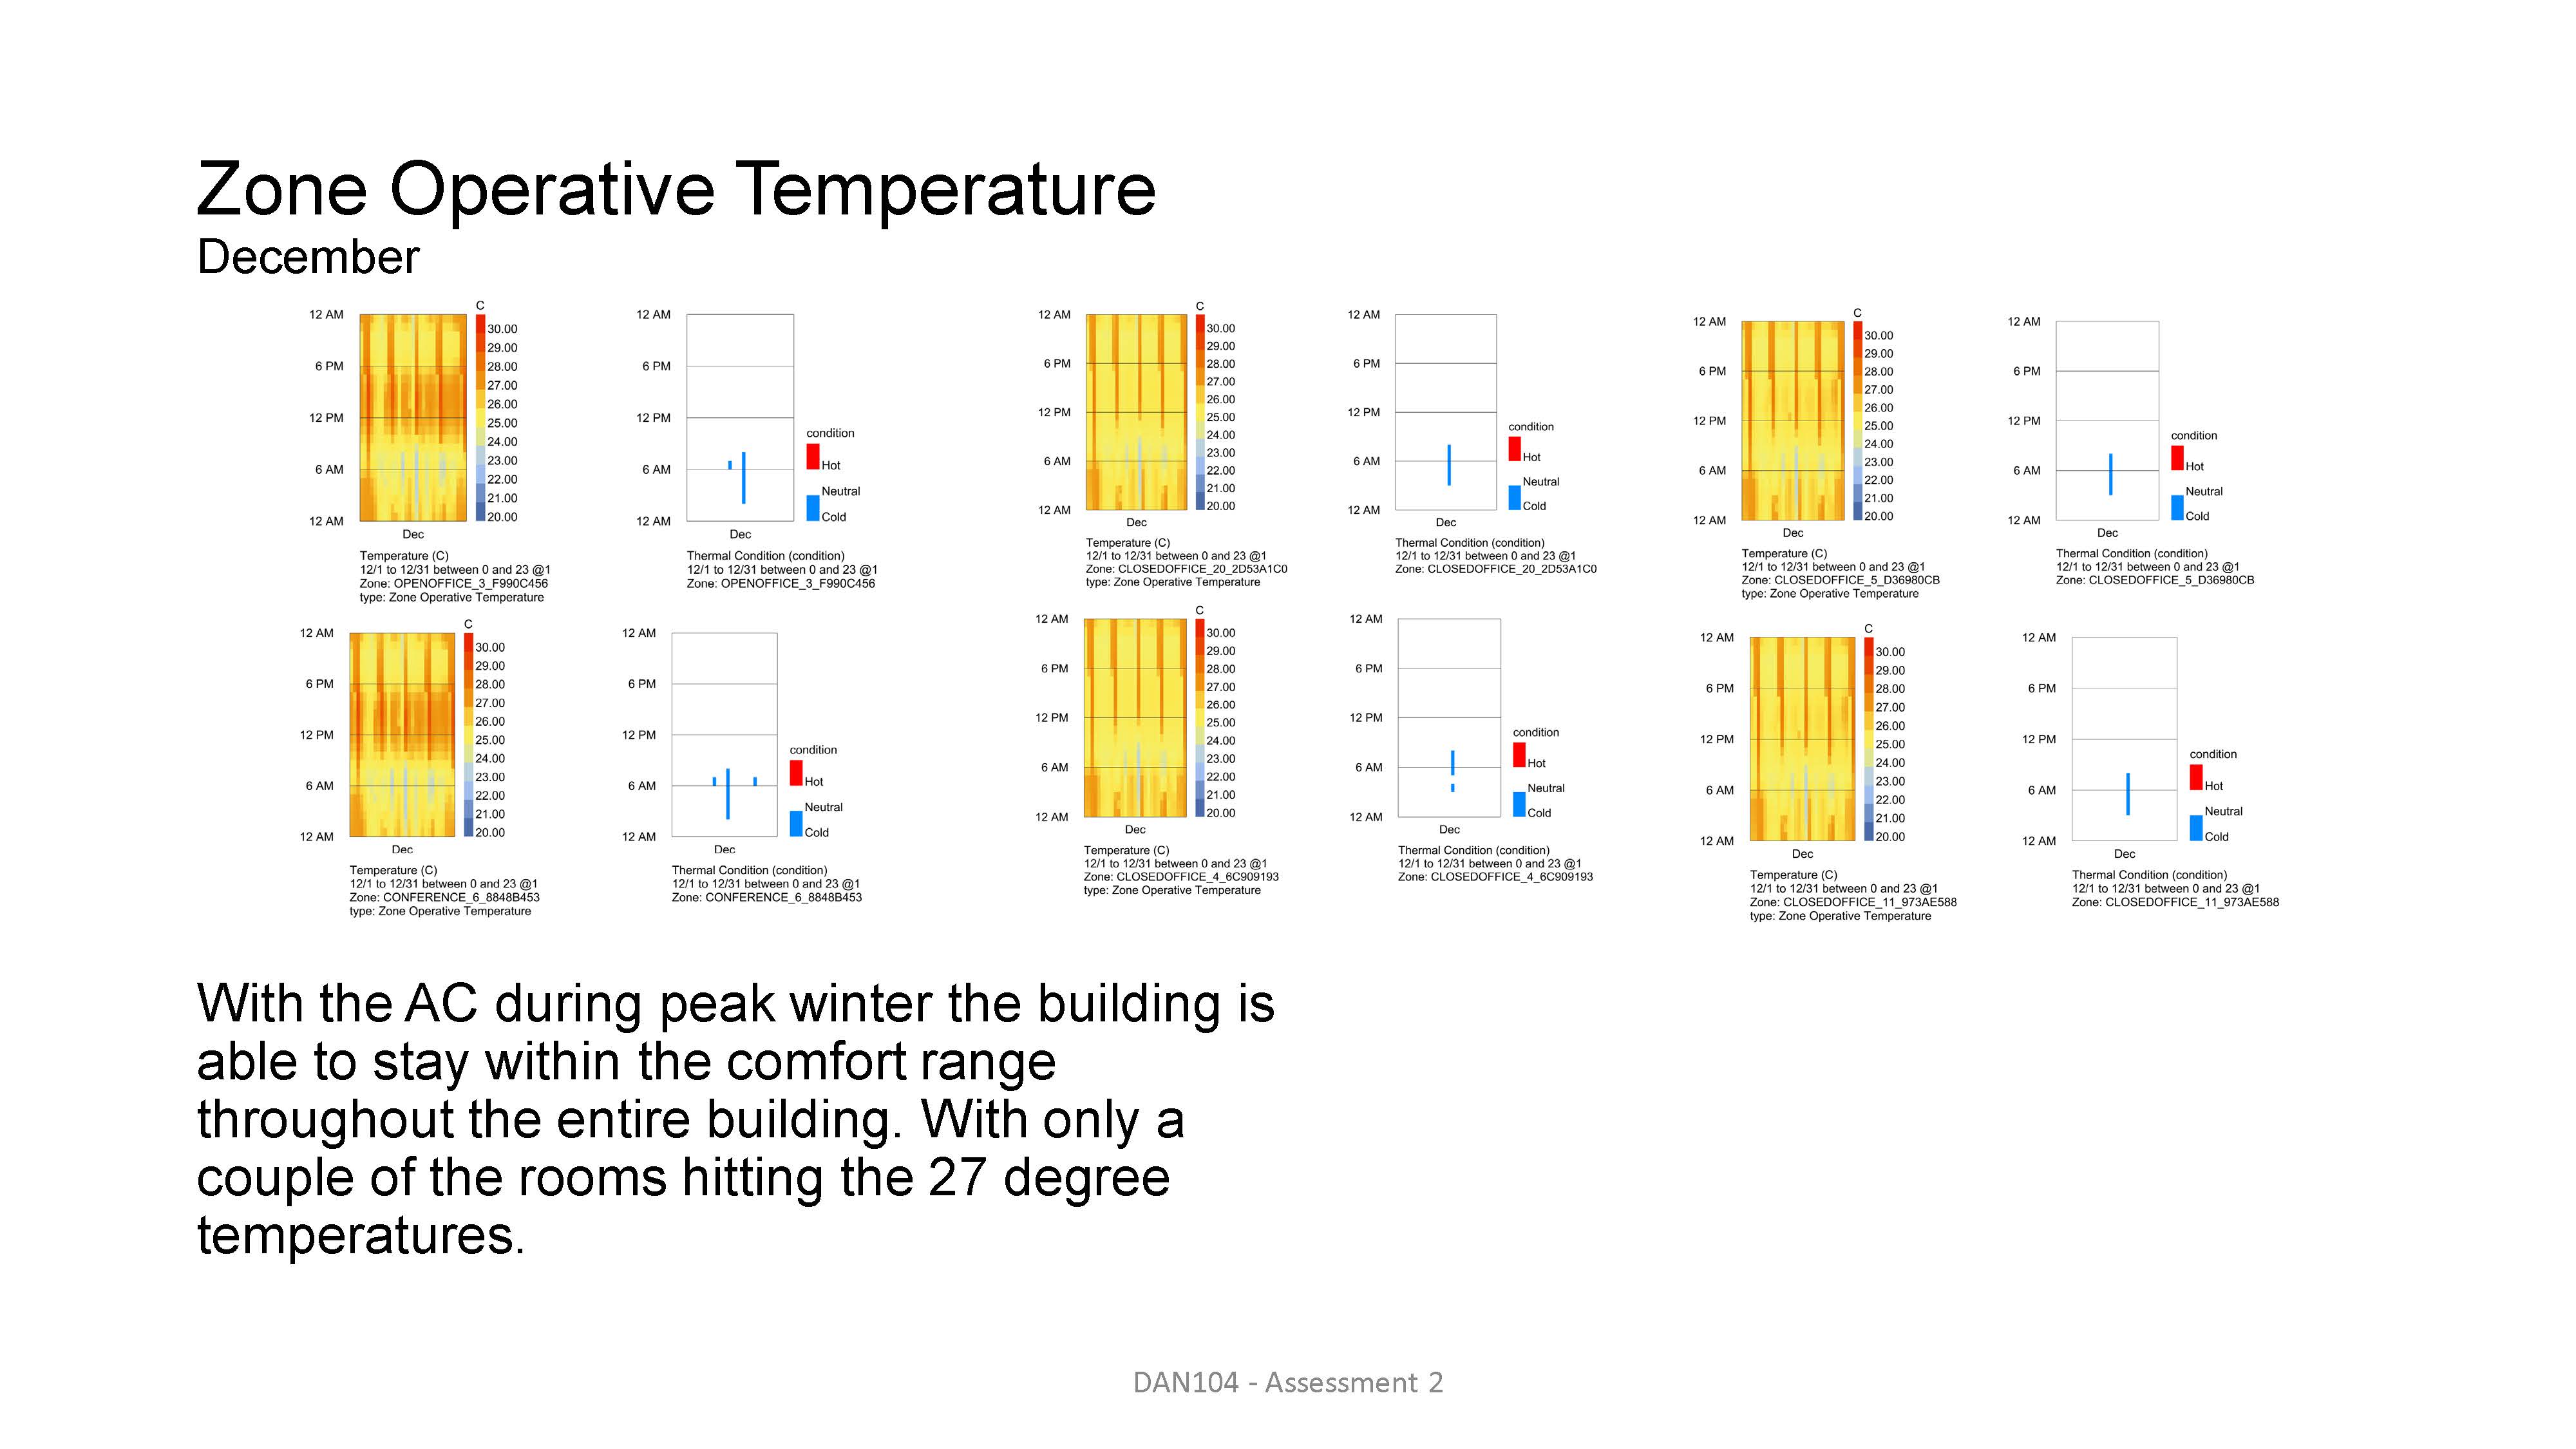 Zone Operative Temperature
December
C
12 AM
6 PM
12 PM
6 AM
12 AM
30.00
29.00
28.00
27.00
26.00
25.00
24.00
23.00
22.00
21.00
20.00
Dec
Temperature (C)
12/1 to 12/31 between 0 and 23 @1
Zone: OPENOFFICE_3_F990C456
type: Zone Operative Temperature
12 AM
6 PM
12 PM
6 AM
12 AM
condition
Hot
Neutral
Cold
Dec
Thermal Condition (condition)
12/1 to 12/31 between 0 and 23 @1
Zone: OPENOFFICE_3_F990C456
C
12 AM
6 PM
12 PM
6 AM
12 AM
30.00
29.00
28.00
27.00
26.00
25.00
24.00
23.00
22.00
21.00
20.00
Dec
Temperature (C)
12/1 to 12/31 between 0 and 23 @1
Zone: CLOSEDOFFICE_20_2D53A1C0
type: Zone Operative Temperature
12 AM
6 PM
12 PM
6 AM
12 AM
condition
Hot
Neutral
Cold
Dec
Thermal Condition (condition)
12/1 to 12/31 between 0 and 23 @1
Zone: CLOSEDOFFICE_20_2D53A1C0
C
12 AM
6 PM
12 PM
6 AM
12 AM
30.00
29.00
28.00
27.00
26.00
25.00
24.00
23.00
22.00
21.00
20.00
Dec
Temperature (C)
12/1 to 12/31 between 0 and 23 @1
Zone: CLOSEDOFFICE_5_D36980CB
type: Zone Operative Temperature
12 AM
6 PM
12 PM
6 AM
12 AM
condition
Hot
Neutral
Cold
Dec
Thermal Condition (condition)
12/1 to 12/31 between 0 and 23 @1
Zone: CLOSEDOFFICE_5_D36980CB
C
12 AM
6 PM
12 PM
6 AM
12 AM
30.00
29.00
28.00
27.00
26.00
25.00
24.00
23.00
22.00
21.00
20.00
Dec
Temperature (C)
12/1 to 12/31 between 0 and 23 @1
Zone: CONFERENCE_6_8848B453
type: Zone Operative Temperature
12 AM
6 PM
12 PM
6 AM
12 AM
condition
Hot
Neutral
Cold
Dec
Thermal Condition (condition)
12/1 to 12/31 between 0 and 23 @1
Zone: CONFERENCE_6_8848B453
C
12 AM
6 PM
12 PM
6 AM
12 AM
30.00
29.00
28.00
27.00
26.00
25.00
24.00
23.00
22.00
21.00
20.00
Dec
Temperature (C)
12/1 to 12/31 between 0 and 23 @1
Zone: CLOSEDOFFICE_4_6C909193
type: Zone Operative Temperature
12 AM
6 PM
12 PM
6 AM
12 AM
condition
Hot
Neutral
Cold
Dec
Thermal Condition (condition)
12/1 to 12/31 between 0 and 23 @1
Zone: CLOSEDOFFICE_4_6C909193
C
12 AM
6 PM
12 PM
6 AM
12 AM
30.00
29.00
28.00
27.00
26.00
25.00
24.00
23.00
22.00
21.00
20.00
Dec
Temperature (C)
12/1 to 12/31 between 0 and 23 @1
Zone: CLOSEDOFFICE_11_973AE588
type: Zone Operative Temperature
12 AM
6 PM
12 PM
6 AM
12 AM
condition
Hot
Neutral
Cold
Dec
Thermal Condition (condition)
12/1 to 12/31 between 0 and 23 @1
Zone: CLOSEDOFFICE_11_973AE588
With the AC during peak winter the building is
able to stay within the comfort range
throughout the entire building. With only a
couple of the rooms hitting the 27 degree
temperatures.
DAN104 - Assessment 2